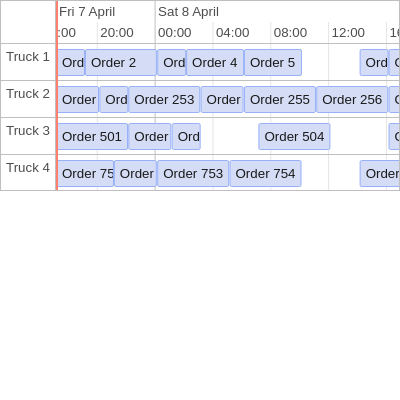 Fri 7 April Sat 8 April
:00 20:00 00:00 04:00 08:00 12:00 16
Truck 1 Ord Order 2 Ord Order 4 Order 5 Ord
Truck 2 Order Ord Order 253 Order Order 255 Order 256
Truck 3 Order 501 Order Ord Order 504
Truck 4 Order 75 Order Order 753 Order 754 Order